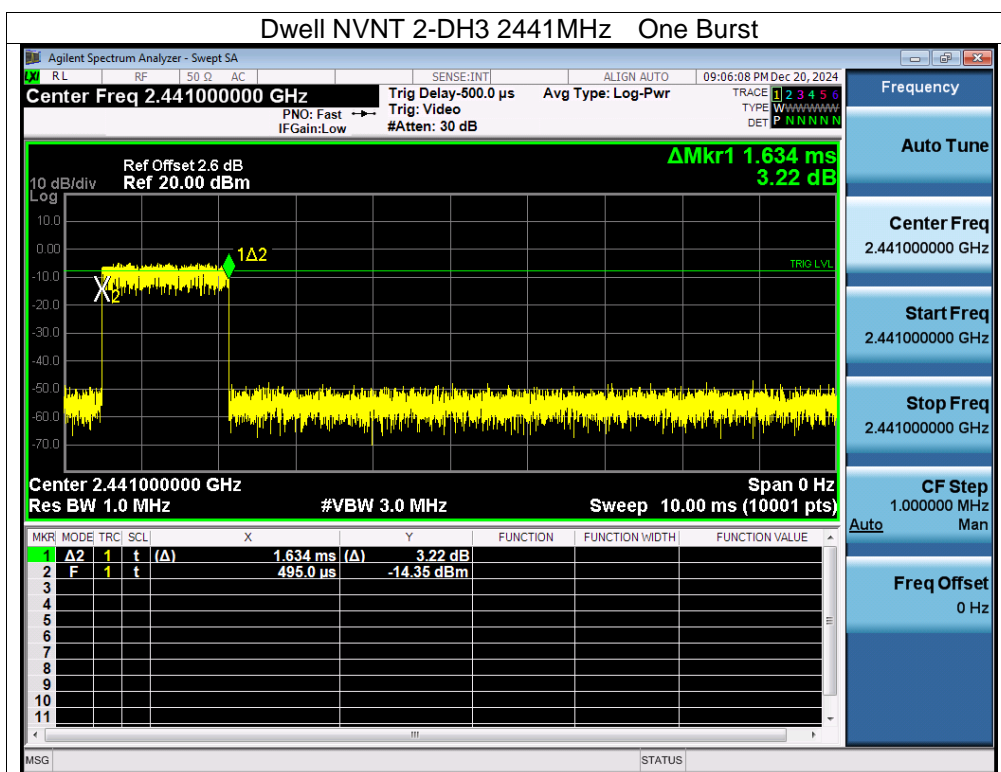 Dwell NVNT 2-DH3 2441MHz One Burst
Agilent Spectrum Analyzer - Swept SA
LXI RL RF 50 Ω AC SENSE:INT ALIGN AUTO 09:06:08 PM Dec 20, 2024
Center Freq 2.441000000 GHz Trig Delay-500.0 µs Avg Type: Log-Pwr TRACE 1 2 3 4 5 6
PNO: Fast Trig: Video TYPE WWWWWW
IFGain:Low #Atten: 30 dB DET P N N N N N
ΔMkr1 1.634 ms
3.22 dB
Ref Offset 2.6 dB
10 dB/div Ref 20.00 dBm
Log
10.0
0.00
-10.0
-20.0
-30.0
-40.0
-50.0
-60.0
-70.0
1Δ2
2
TRIG LVL
Center 2.441000000 GHz Span 0 Hz
Res BW 1.0 MHz #VBW 3.0 MHz Sweep 10.00 ms (10001 pts)
MKR MODE TRC SCL X Y FUNCTION FUNCTION WIDTH FUNCTION VALUE
1 Δ2 1 t (Δ) 1.634 ms (Δ) 3.22 dB
2 F 1 t 495.0 µs -14.35 dBm
3
4
5
6
7
8
9
10
11
MSG STATUS
Frequency
Auto Tune
Center Freq
2.441000000 GHz
Start Freq
2.441000000 GHz
Stop Freq
2.441000000 GHz
CF Step
1.000000 MHz
Auto Man
Freq Offset
0 Hz